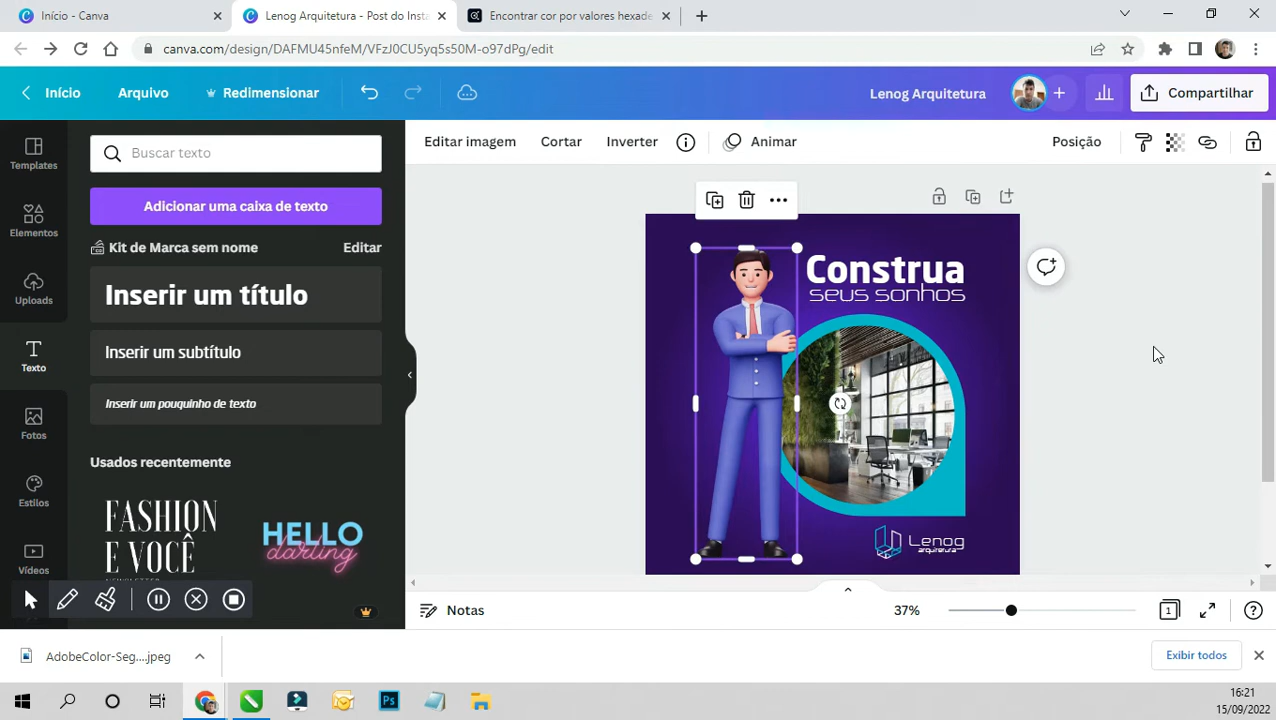 Início - Canva
Lenog Arquitetura - Post do Insta
Encontrar cor por valores hexade
canva.com/design/DAFMU45nfeM/VFzJ0CU5yq5s50M-o97dPg/edit
Início
Arquivo
Redimensionar
Lenog Arquitetura
Compartilhar
Templates
Elementos
Uploads
Texto
Fotos
Estilos
Vídeos
Buscar texto
Adicionar uma caixa de texto
Kit de Marca sem nome
Editar
Inserir um título
Inserir um subtítulo
Inserir um pouquinho de texto
Usados recentemente
FASHION
E VOCÊ
NEWSLETTER
HELLO
darling
Editar imagem
Cortar
Inverter
Animar
Posição
Construa
seus sonhos
Lenog
arquitetura
Notas
37%
1
AdobeColor-Seg....jpeg
Exibir todos
16:21
15/09/2022